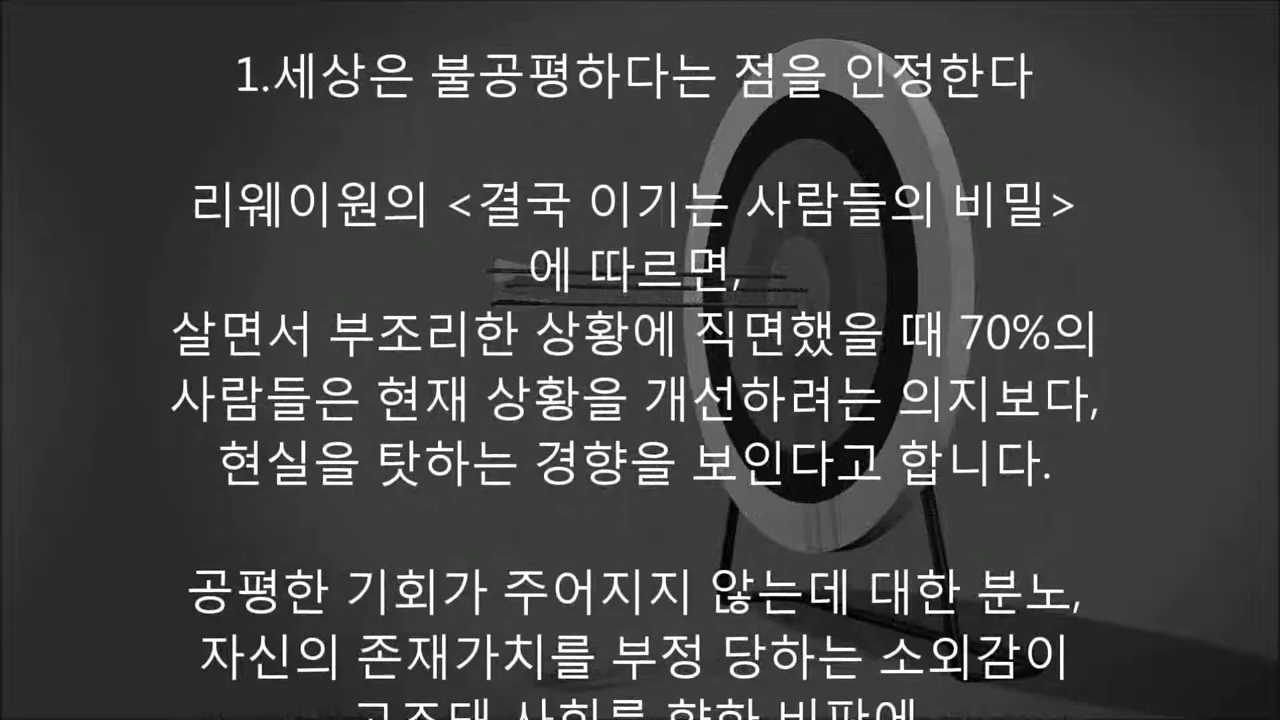 1.세상은 불공평하다는 점을 인정한다
리웨이원의 <결국 이기는 사람들의 비밀>
에 따르면,
살면서 부조리한 상황에 직면했을 때 70%의
사람들은 현재 상황을 개선하려는 의지보다,
현실을 탓하는 경향을 보인다고 합니다.
공평한 기회가 주어지지 않는데 대한 분노,
자신의 존재가치를 부정 당하는 소외감이